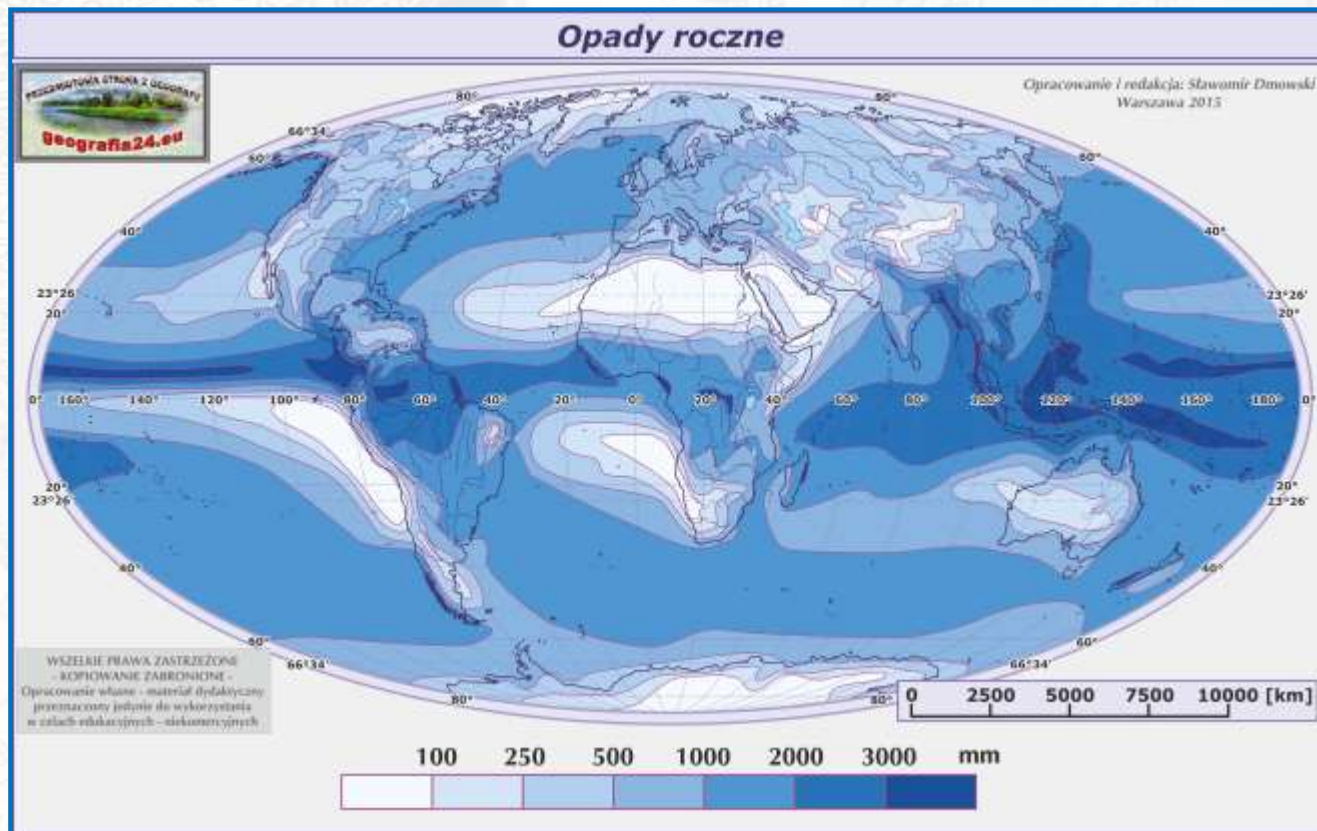 Opady roczne
PRZEDMIOTOWA STRONA Z GEOGRAFII
geografia24.eu
Opracowanie i redakcja: Sławomir Dmowski
Warszawa 2015
80° 80°
66°34'
60° 60°
40° 40°
23°26' 23°26'
20° 20°
0° 160° 140° 120° 100° 80° 60° 40° 20° 0° 20° 40° 60° 80° 100° 120° 140° 160° 180° 0°
20° 20°
23°26' 23°26'
40° 40°
60° 60°
66°34' 66°34'
80° 80°
WSZELKIE PRAWA ZASTRZEŻONE
- KOPIOWANIE ZABRONIONE -
Opracowanie własne - materiał dydaktyczny
przeznaczony jedynie do wykorzystania
w celach edukacyjnych - niekomercyjnych
0 2500 5000 7500 10000 [km]
100 250 500 1000 2000 3000 mm